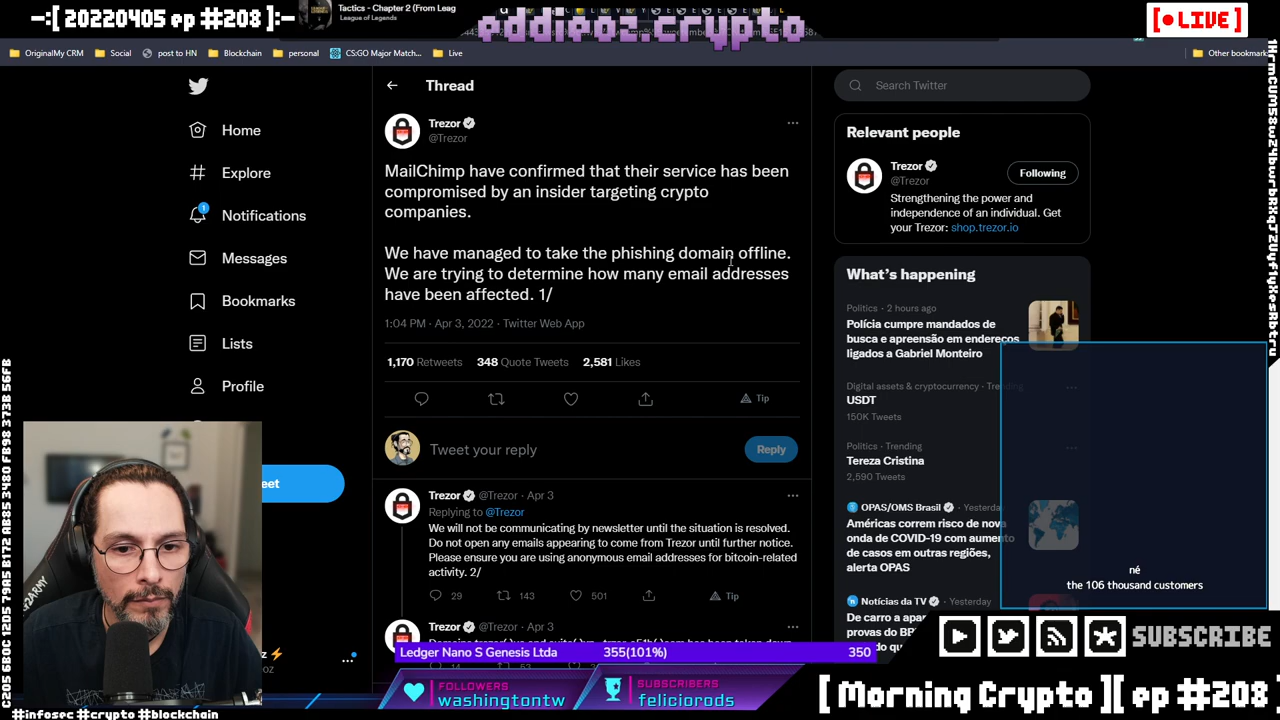 -:[ 20220405 ep #208 ]:-
Tactics - Chapter 2 (From Leag
League of Legends
eddieoz.crypto
[ LIVE ]
OriginalMy CRM
Social
post to HN
Blockchain
personal
CS:GO Major Match...
Live
Other bookmark
Home
Explore
1
Notifications
Messages
Bookmarks
Lists
Profile
eet
Thread
Trezor
@Trezor
MailChimp have confirmed that their service has been
compromised by an insider targeting crypto
companies.
We have managed to take the phishing domain offline.
We are trying to determine how many email addresses
have been affected. 1/
1:04 PM · Apr 3, 2022 · Twitter Web App
1,170 Retweets 348 Quote Tweets 2,581 Likes
Tip
Tweet your reply
Reply
Trezor @Trezor · Apr 3
Replying to @Trezor
We will not be communicating by newsletter until the situation is resolved.
Do not open any emails appearing to come from Trezor until further notice.
Please ensure you are using anonymous email addresses for bitcoin-related
activity. 2/
29 143 501 Tip
Trezor @Trezor · Apr 3
Search Twitter
Relevant people
Trezor
@Trezor
Following
Strengthening the power and
independence of an individual. Get
your Trezor: shop.trezor.io
What's happening
Politics · 2 hours ago
Polícia cumpre mandados de
busca e apreensão em endereços
ligados a Gabriel Monteiro
Digital assets & cryptocurrency · Trending
USDT
150K Tweets
Politics · Trending
Tereza Cristina
2,590 Tweets
OPAS/OMS Brasil · Yesterda
Américas correm risco de nova
onda de COVID-19 com aumento
de casos em outras regiões,
alerta OPAS
Notícias da TV · Yesterday
né
the 106 thousand customers
Ledger Nano S Genesis Ltda 355(101%) 350
FOLLOWERS
washingtontw
SUBSCRIBERS
feliciorods
SUBSCRIBE
[ Morning Crypto ][ ep #208 ]
#infosec #crypto #blockchain